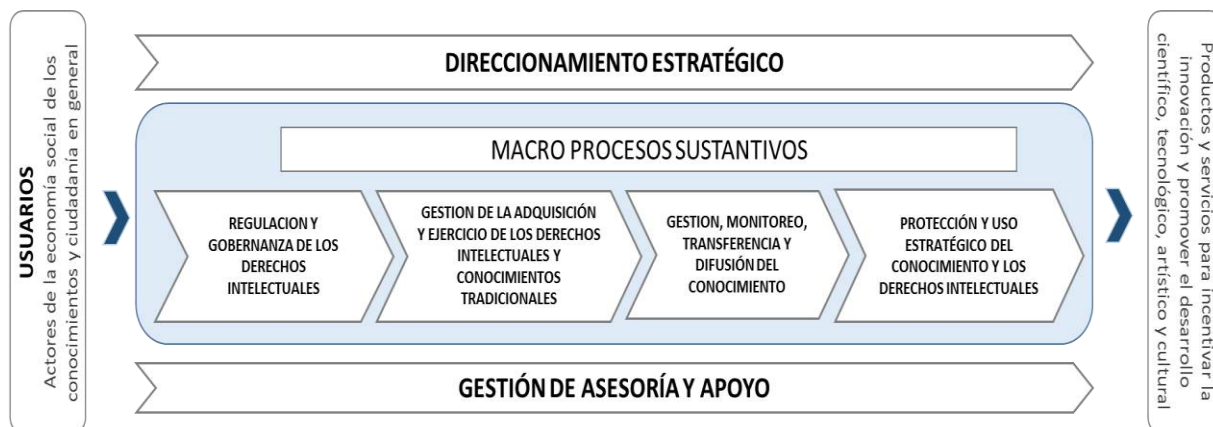 USUARIOS
Actores de la economía social de los
conocimientos y ciudadanía en general
DIRECCIONAMIENTO ESTRATÉGICO
MACRO PROCESOS SUSTANTIVOS
REGULACION Y
GOBERNANZA DE LOS
DERECHOS
INTELECTUALES
GESTION DE LA ADQUISICIÓN
Y EJERCICIO DE LOS DERECHOS
INTELECTUALES Y
CONOCIMIENTOS
TRADICIONALES
GESTION, MONITOREO,
TRANSFERENCIA Y
DIFUSIÓN DEL
CONOCIMIENTO
PROTECCIÓN Y USO
ESTRATÉGICO DEL
CONOCIMIENTO Y LOS
DERECHOS INTELECTUALES
GESTIÓN DE ASESORÍA Y APOYO
Productos y servicios para incentivar la
innovación y promover el desarrollo
científico, tecnológico, artístico y cultural